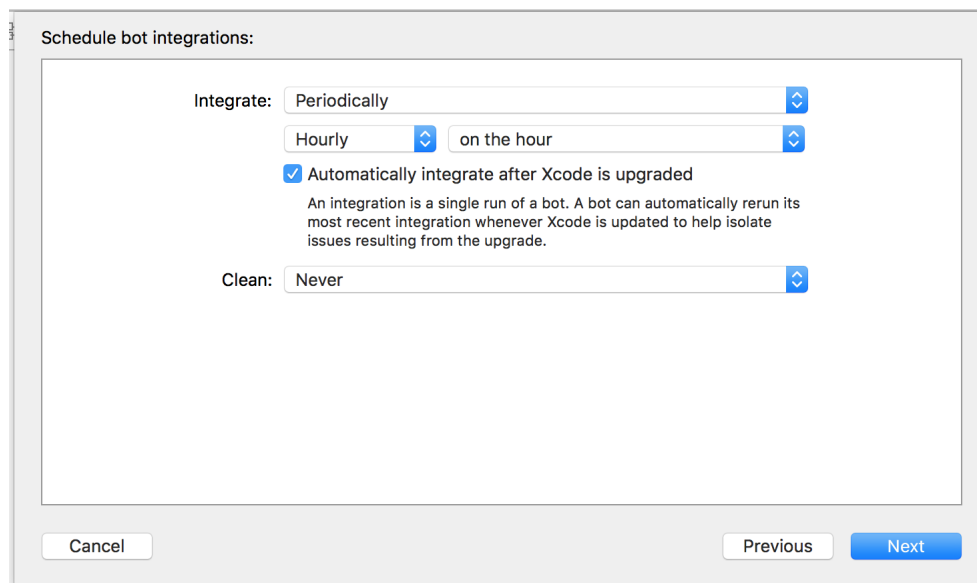 Schedule bot integrations:
Integrate: Periodically
Hourly on the hour
Automatically integrate after Xcode is upgraded
An integration is a single run of a bot. A bot can automatically rerun its
most recent integration whenever Xcode is updated to help isolate
issues resulting from the upgrade.
Clean: Never
Cancel Previous Next